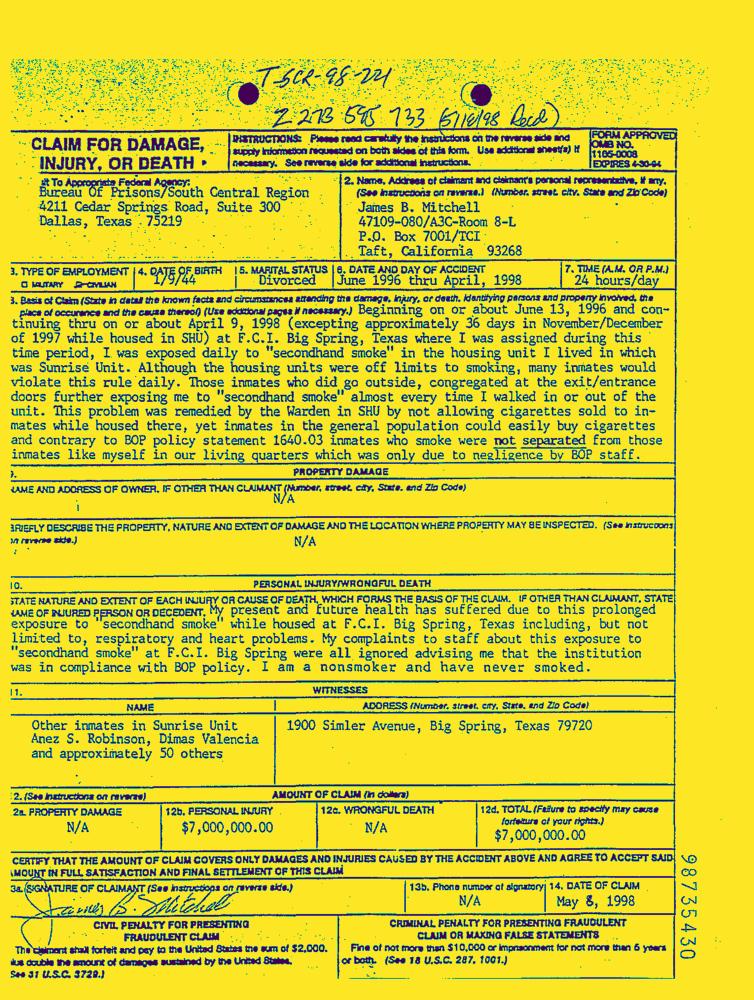 TSCR-98-221
Z 273 595 733 (5/18/98 Recd)
CLAIM FOR DAMAGE,
INJURY, OR DEATH
INSTRUCTIONS: Please read carefully the instructions on the reverse side and
supply information requested on both sides of this form. Use additional sheet(s) if
necessary. See reverse side for additional instructions.
FORM APPROVED
OMB NO.
1105-0008
EXPIRES 4-30-94
it To Appropriate Federal Agency:
Bureau Of Prisons/South Central Region
4211 Cedar Springs Road, Suite 300
Dallas, Texas 75219
2. Name, Address of claimant and claimant's personal representative, if any.
(See instructions on reverse.) (Number, street, city, State and Zip Code)
James B. Mitchell
47109-080/A3C-Room 8-L
P.O. Box 7001/TCI
Taft, California 93268
3. TYPE OF EMPLOYMENT
MILITARY CIVILIAN
4. DATE OF BIRTH
1/9/44
5. MARITAL STATUS
Divorced
6. DATE AND DAY OF ACCIDENT
June 1996 thru April, 1998
7. TIME (A.M. OR P.M.)
24 hours/day
8. Basis of Claim (State in detail the known facts and circumstances attending the damage, injury, or death, identifying persons and property involved, the
place of occurence and the cause thereof) (Use additional pages if necessary.) Beginning on or about June 13, 1996 and con-
tinuing thru on or about April 9, 1998 (excepting approximately 36 days in November/December
of 1997 while housed in SHU) at F.C.I. Big Spring, Texas where I was assigned during this
time period, I was exposed daily to "secondhand smoke" in the housing unit I lived in which
was Sunrise Unit. Although the housing units were off limits to smoking, many inmates would
violate this rule daily. Those inmates who did go outside, congregated at the exit/entrance
doors further exposing me to "secondhand smoke" almost every time I walked in or out of the
unit. This problem was remedied by the Warden in SHU by not allowing cigarettes sold to in-
mates while housed there, yet inmates in the general population could easily buy cigarettes
and contrary to BOP policy statement 1640.03 inmates who smoke were not separated from those
inmates like myself in our living quarters which was only due to negligence by BOP staff.
9.
PROPERTY DAMAGE
NAME AND ADDRESS OF OWNER, IF OTHER THAN CLAIMANT (Number, street, city, State, and Zip Code)
N/A
BRIEFLY DESCRIBE THE PROPERTY, NATURE AND EXTENT OF DAMAGE AND THE LOCATION WHERE PROPERTY MAY BE INSPECTED. (See instructions
on reverse side.)
N/A
10.
PERSONAL INJURY/WRONGFUL DEATH
STATE NATURE AND EXTENT OF EACH INJURY OR CAUSE OF DEATH, WHICH FORMS THE BASIS OF THE CLAIM. IF OTHER THAN CLAIMANT, STATE
NAME OF INJURED PERSON OR DECEDENT. My present and future health has suffered due to this prolonged
exposure to "secondhand smoke" while housed at F.C.I. Big Spring, Texas including, but not
limited to, respiratory and heart problems. My complaints to staff about this exposure to
"secondhand smoke" at F.C.I. Big Spring were all ignored advising me that the institution
was in compliance with BOP policy. I am a nonsmoker and have never smoked.
11.
WITNESSES
NAME
ADDRESS (Number, street, city, State, and Zip Code)
Other inmates in Sunrise Unit
Anez S. Robinson, Dimas Valencia
and approximately 50 others
1900 Simler Avenue, Big Spring, Texas 79720
2. (See instructions on reverse)
AMOUNT OF CLAIM (in dollars)
2a. PROPERTY DAMAGE
N/A
12b. PERSONAL INJURY
$7,000,000.00
12c. WRONGFUL DEATH
N/A
12d. TOTAL (Failure to specify may cause
forfeiture of your rights.)
$7,000,000.00
CERTIFY THAT THE AMOUNT OF CLAIM COVERS ONLY DAMAGES AND INJURIES CAUSED BY THE ACCIDENT ABOVE AND AGREE TO ACCEPT SAID
AMOUNT IN FULL SATISFACTION AND FINAL SETTLEMENT OF THIS CLAIM
3a. SIGNATURE OF CLAIMANT (See instructions on reverse side.)
James B. Mitchell
13b. Phone number of signatory
N/A
14. DATE OF CLAIM
May 8, 1998
CIVIL PENALTY FOR PRESENTING
FRAUDULENT CLAIM
The claimant shall forfeit and pay to the United States the sum of $2,000.
plus double the amount of damages sustained by the United States.
See 31 U.S.C. 3729.)
CRIMINAL PENALTY FOR PRESENTING FRAUDULENT
CLAIM OR MAKING FALSE STATEMENTS
Fine of not more than $10,000 or imprisonment for not more than 5 years
or both. (See 18 U.S.C. 287, 1001.)
98735430